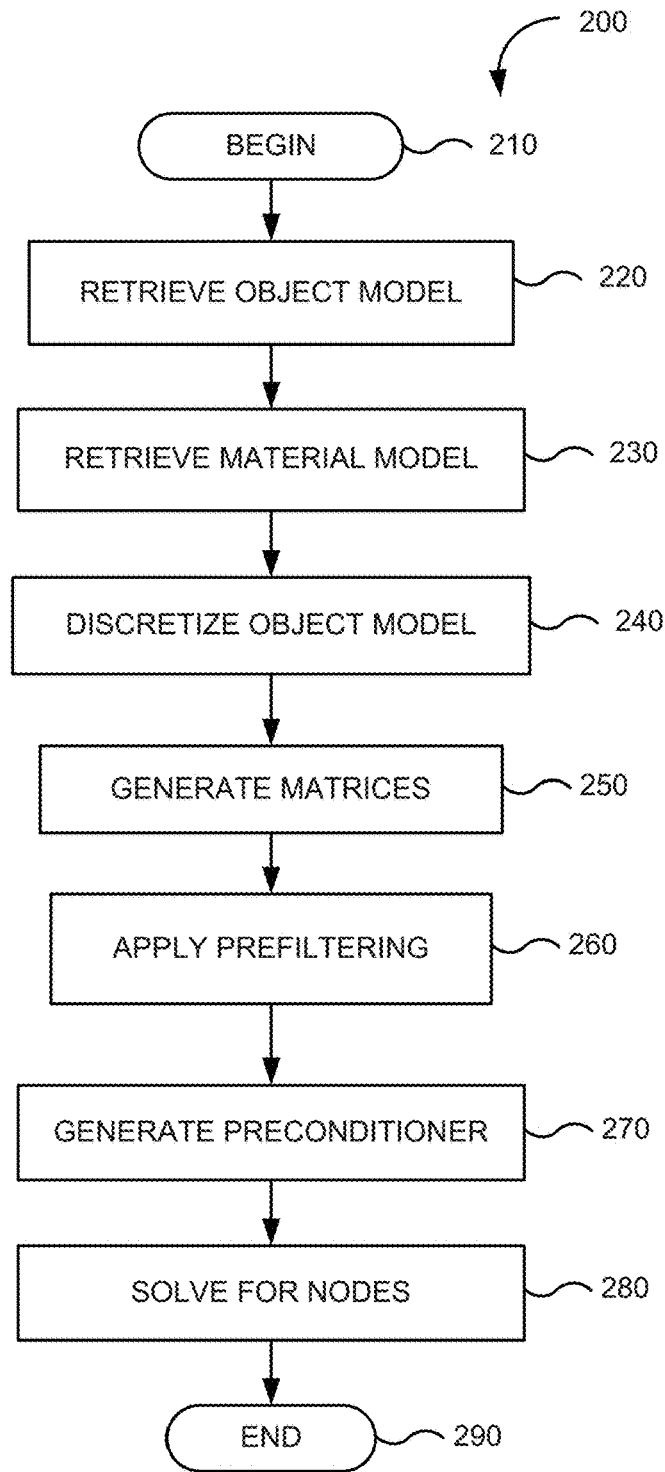 200
BEGIN 210
RETRIEVE OBJECT MODEL 220
RETRIEVE MATERIAL MODEL 230
DISCRETIZE OBJECT MODEL 240
GENERATE MATRICES 250
APPLY PREFILTERING 260
GENERATE PRECONDITIONER 270
SOLVE FOR NODES 280
END 290